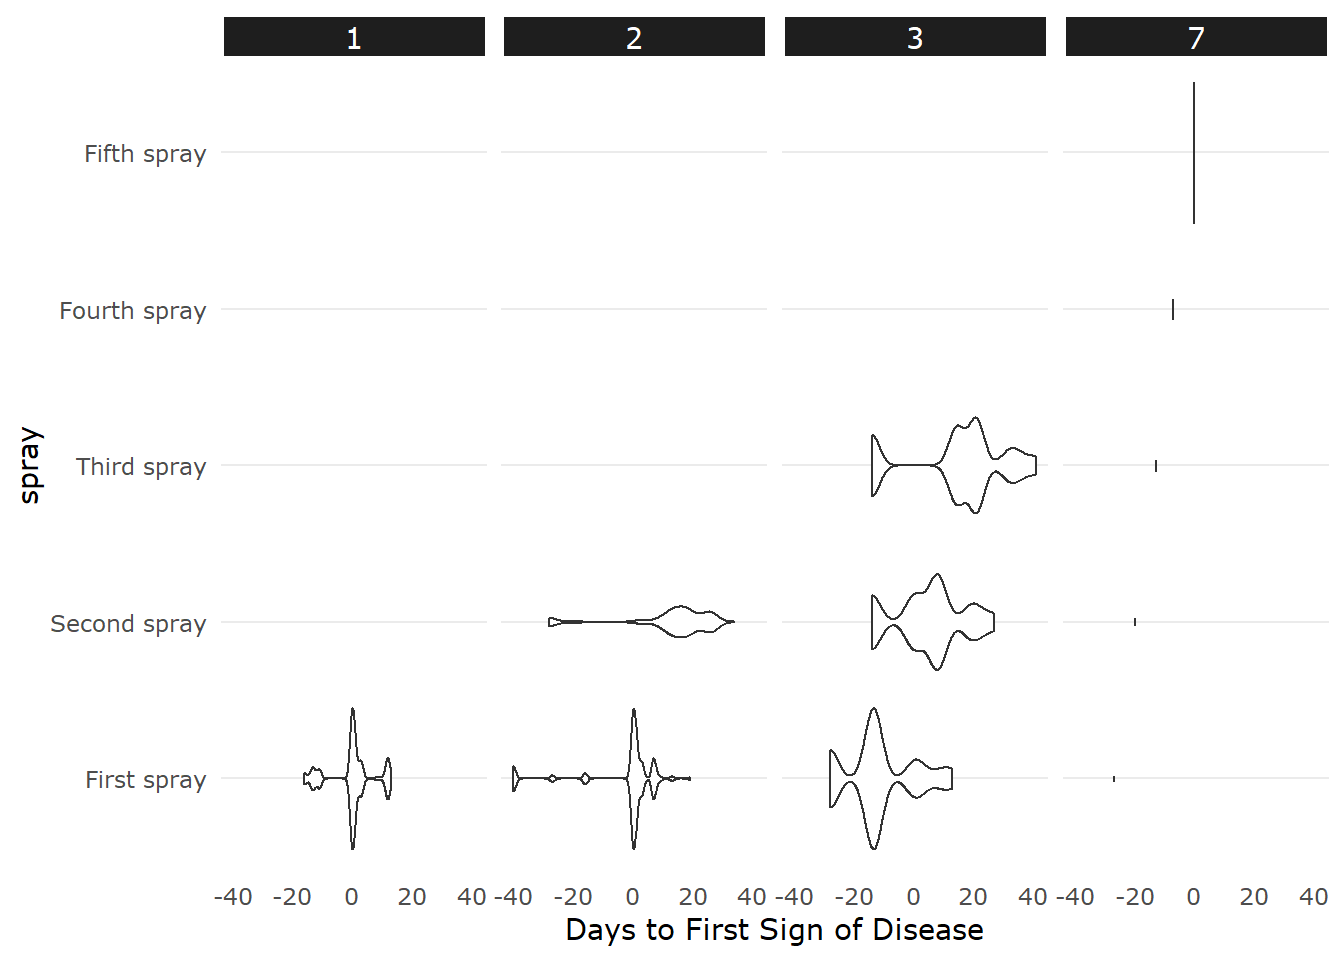 1 2 3 7
Fifth spray
Fourth spray
Third spray
Second spray
First spray
spray
-40 -20 0 20 40 -40 -20 0 20 40 -40 -20 0 20 40 -40 -20 0 20 40
Days to First Sign of Disease